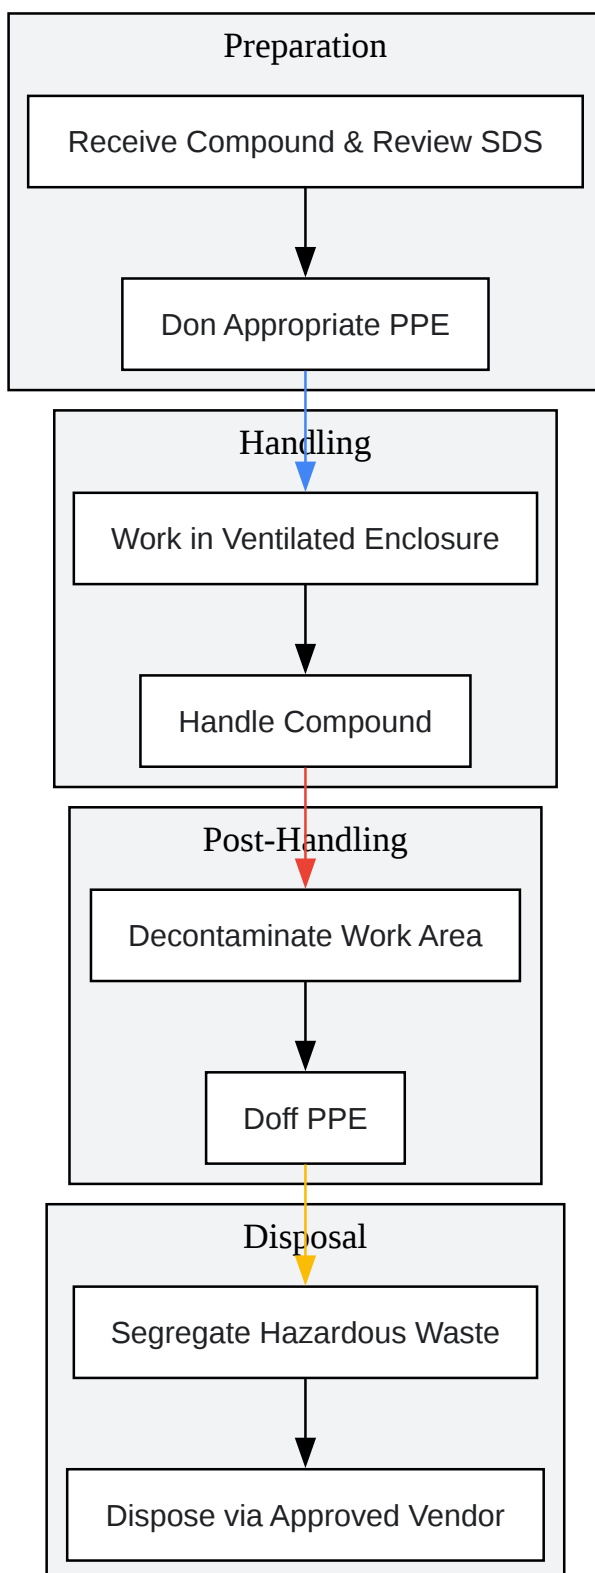 Preparation
Receive Compound & Review SDS
Don Appropriate PPE
Handling
Work in Ventilated Enclosure
Handle Compound
Post-Handling
Decontaminate Work Area
Doff PPE
Disposal
Segregate Hazardous Waste
Dispose via Approved Vendor